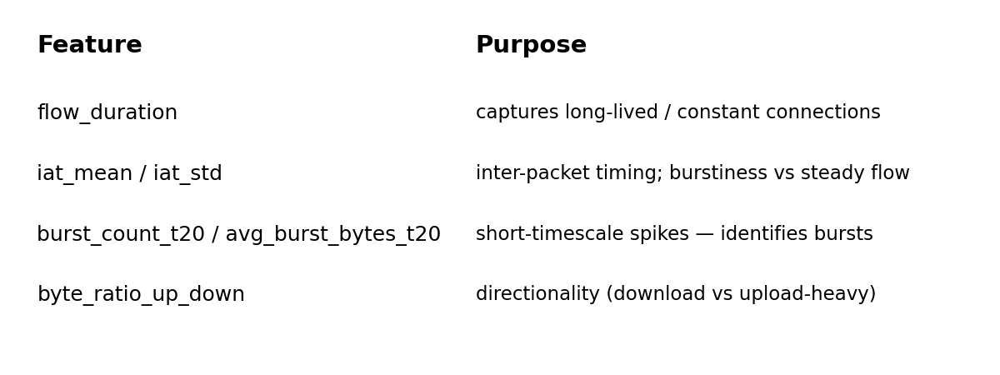 Feature Purpose
flow_duration captures long-lived / constant connections
iat_mean / iat_std inter-packet timing; burstiness vs steady flow
burst_count_t20 / avg_burst_bytes_t20 short-timescale spikes — identifies bursts
byte_ratio_up_down directionality (download vs upload-heavy)